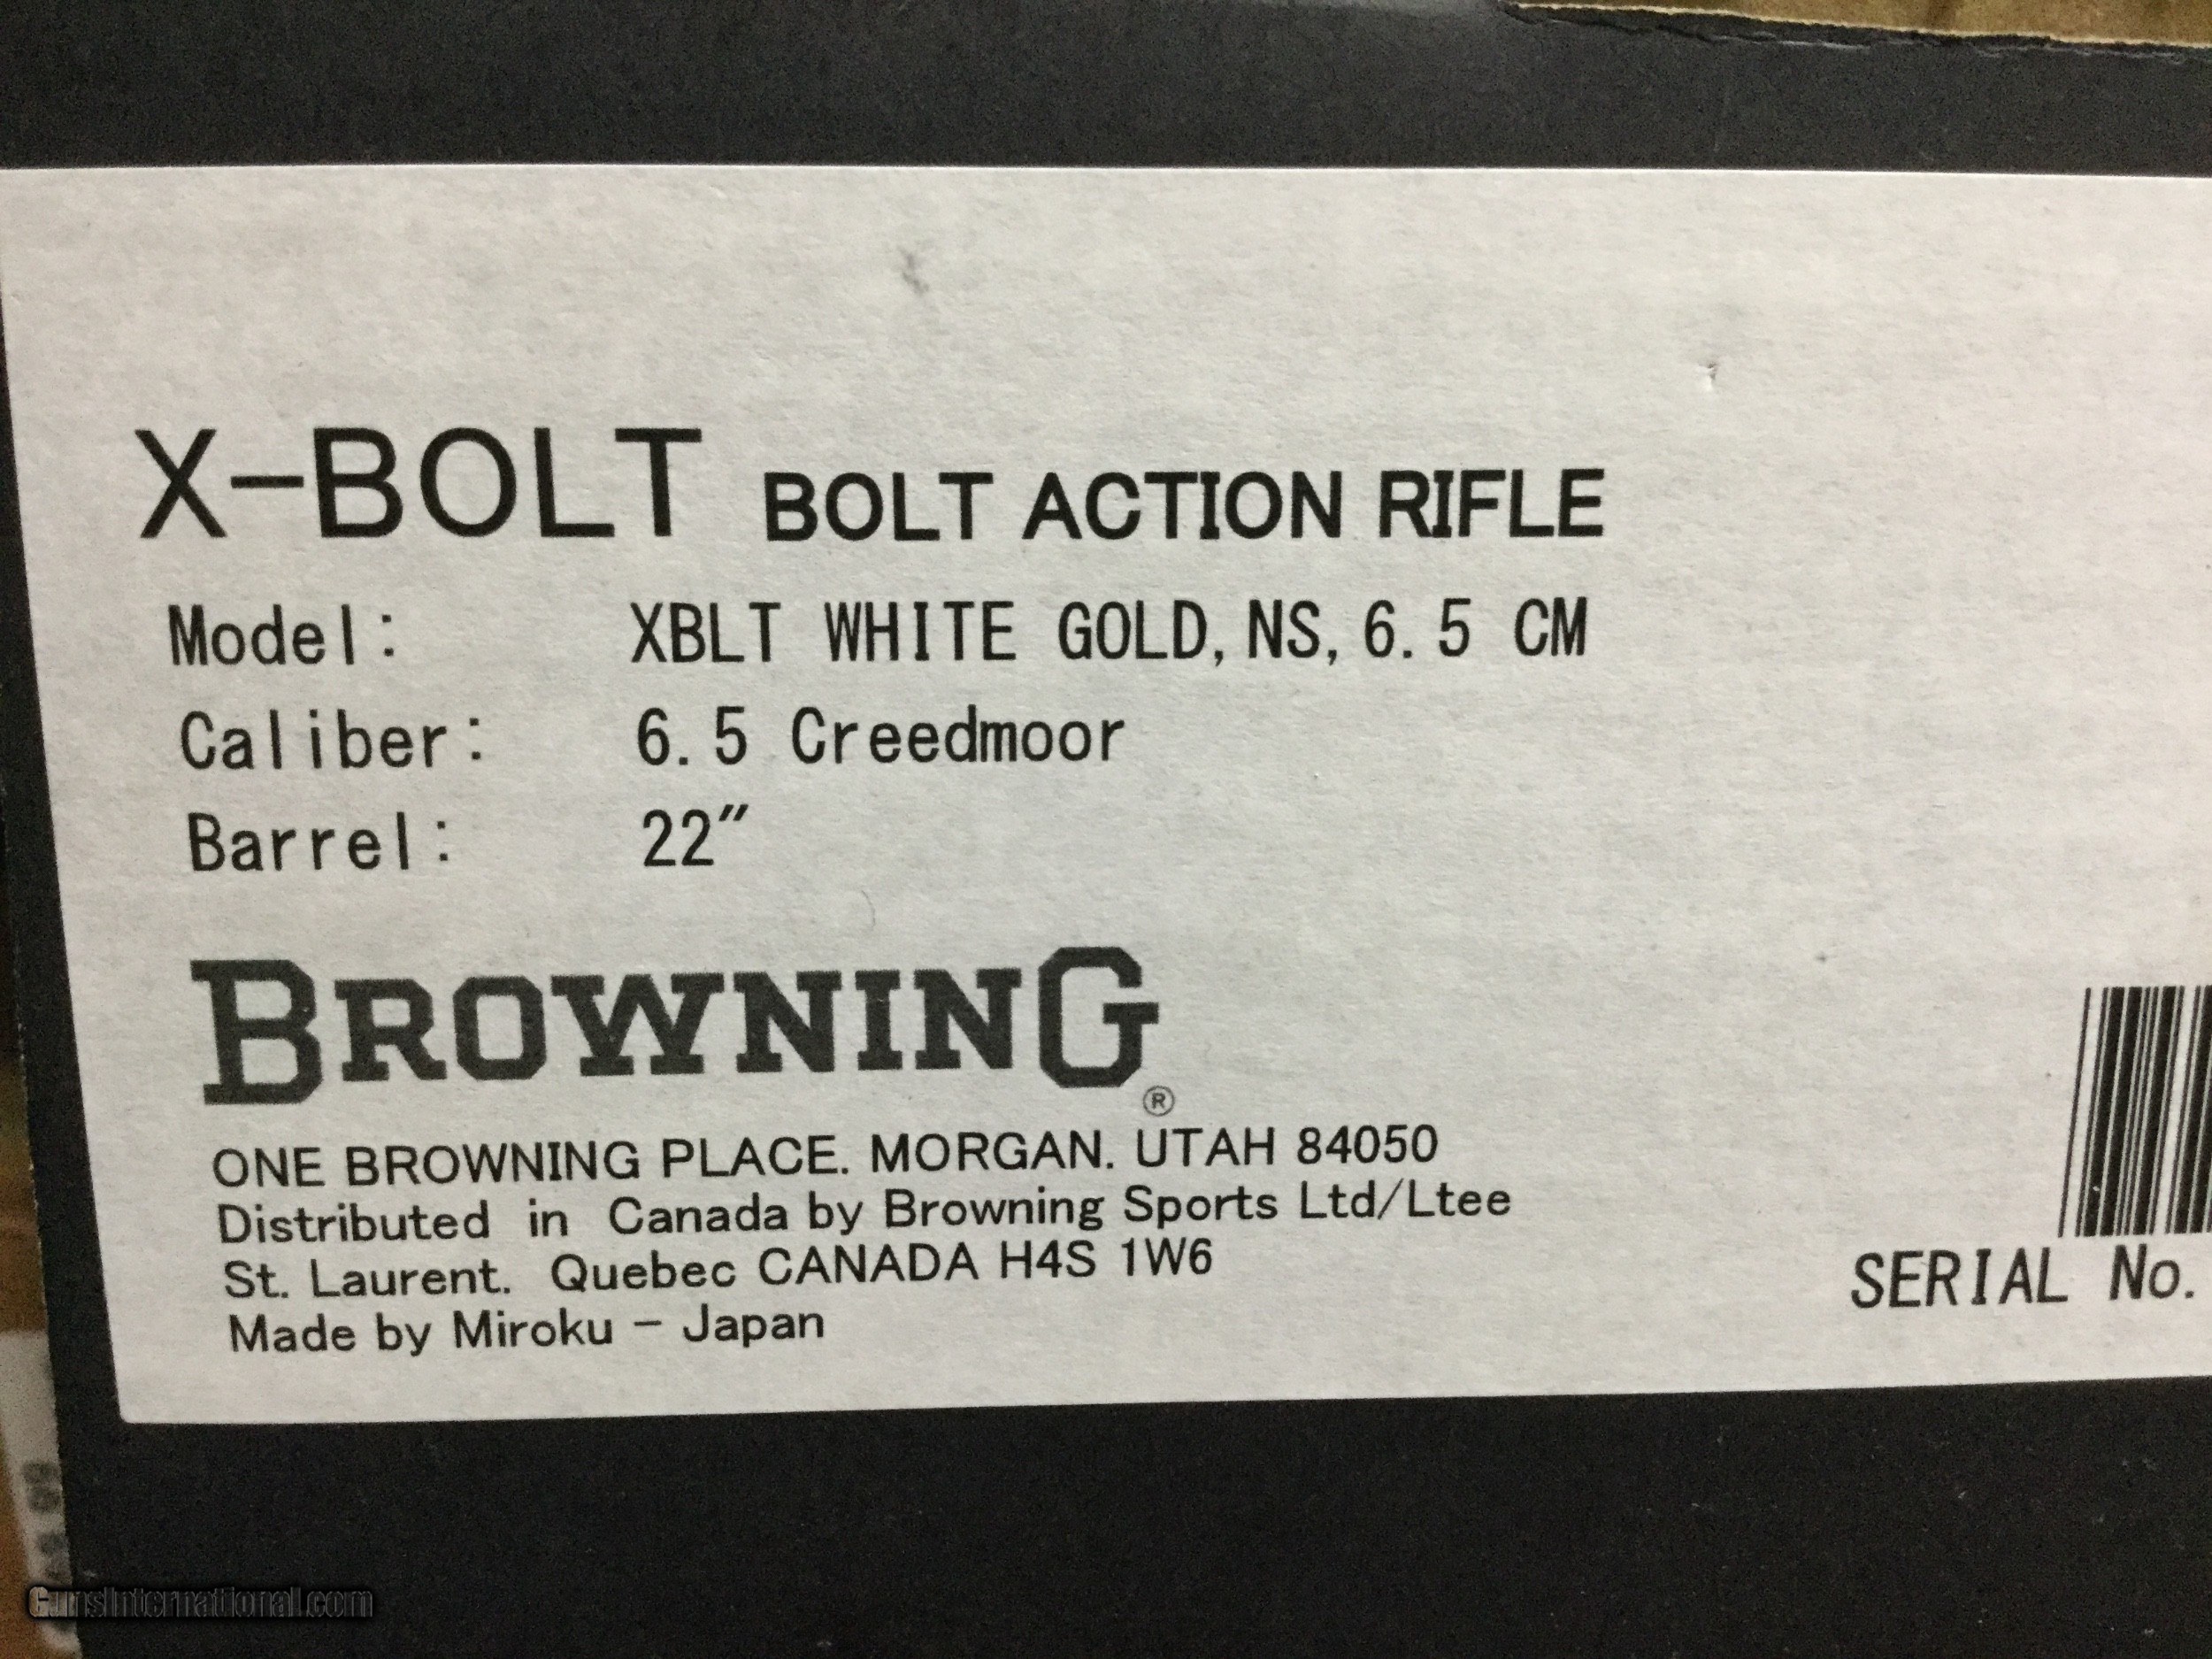 X-BOLT BOLT ACTION RIFLE
Model: XBLT WHITE GOLD, NS, 6.5 CM
Caliber: 6.5 Creedmoor
Barrel: 22"
BROWNING®
ONE BROWNING PLACE. MORGAN. UTAH 84050
Distributed in Canada by Browning Sports Ltd/Ltee
St. Laurent. Quebec CANADA H4S 1W6
Made by Miroku - Japan
SERIAL No.
GunsInternational.com